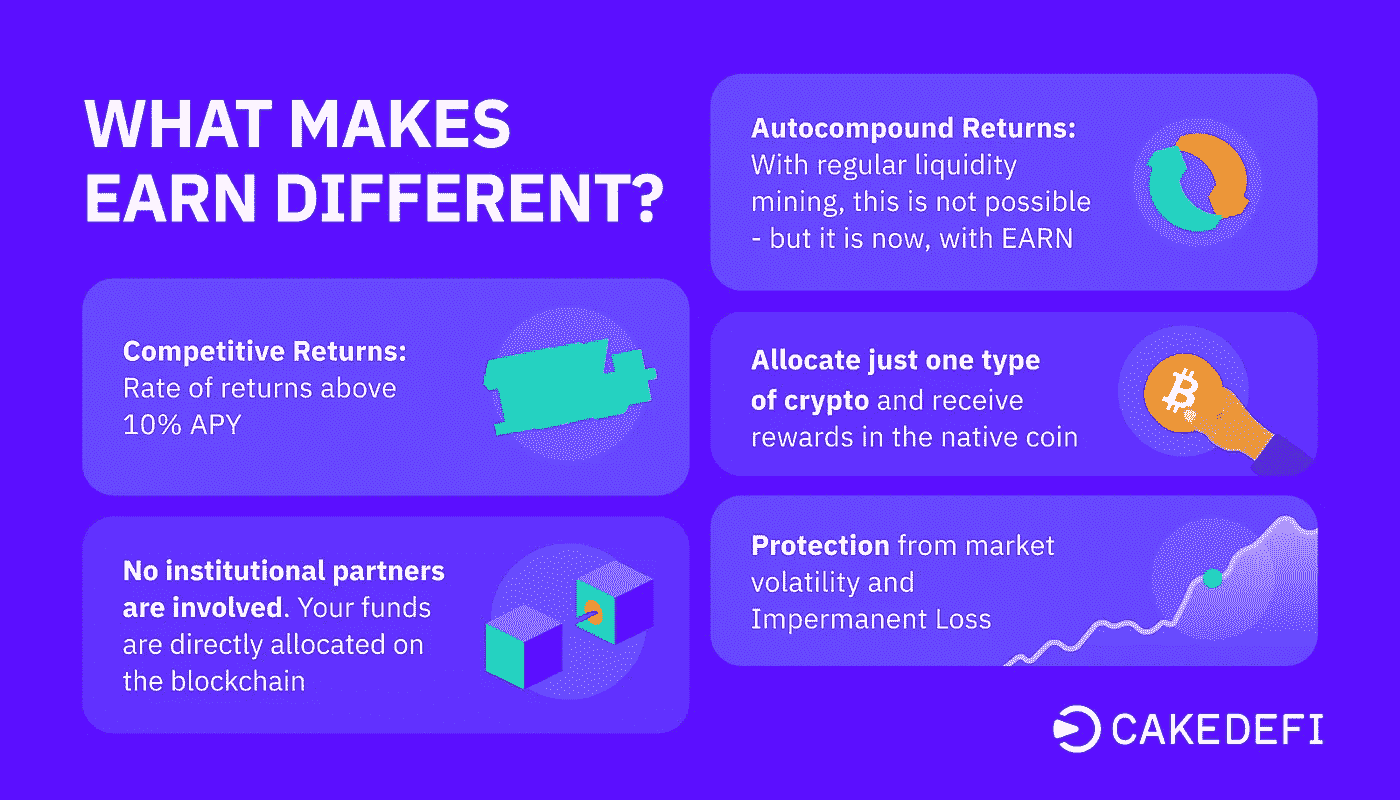 WHAT MAKES
EARN DIFFERENT?
Competitive Returns:
Rate of returns above
10% APY
No institutional partners
are involved. Your funds
are directly allocated on
the blockchain
Autocompound Returns:
With regular liquidity
mining, this is not possible
- but it is now, with EARN
Allocate just one type
of crypto and receive
rewards in the native coin
Protection from market
volatility and
Impermanent Loss
CAKEDEFI